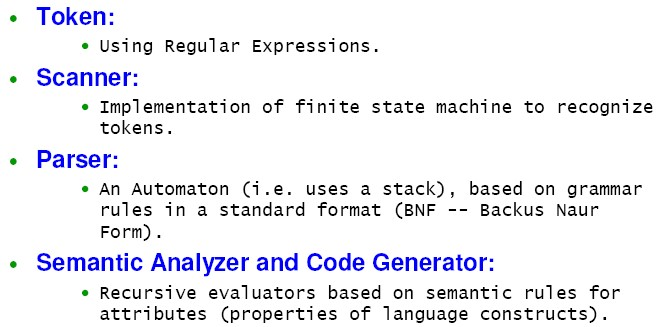 • Token:
• Using Regular Expressions.
• Scanner:
• Implementation of finite state machine to recognize
tokens.
• Parser:
• An Automaton (i.e. uses a stack), based on grammar
rules in a standard format (BNF -- Backus Naur
Form).
• Semantic Analyzer and Code Generator:
• Recursive evaluators based on semantic rules for
attributes (properties of language constructs).